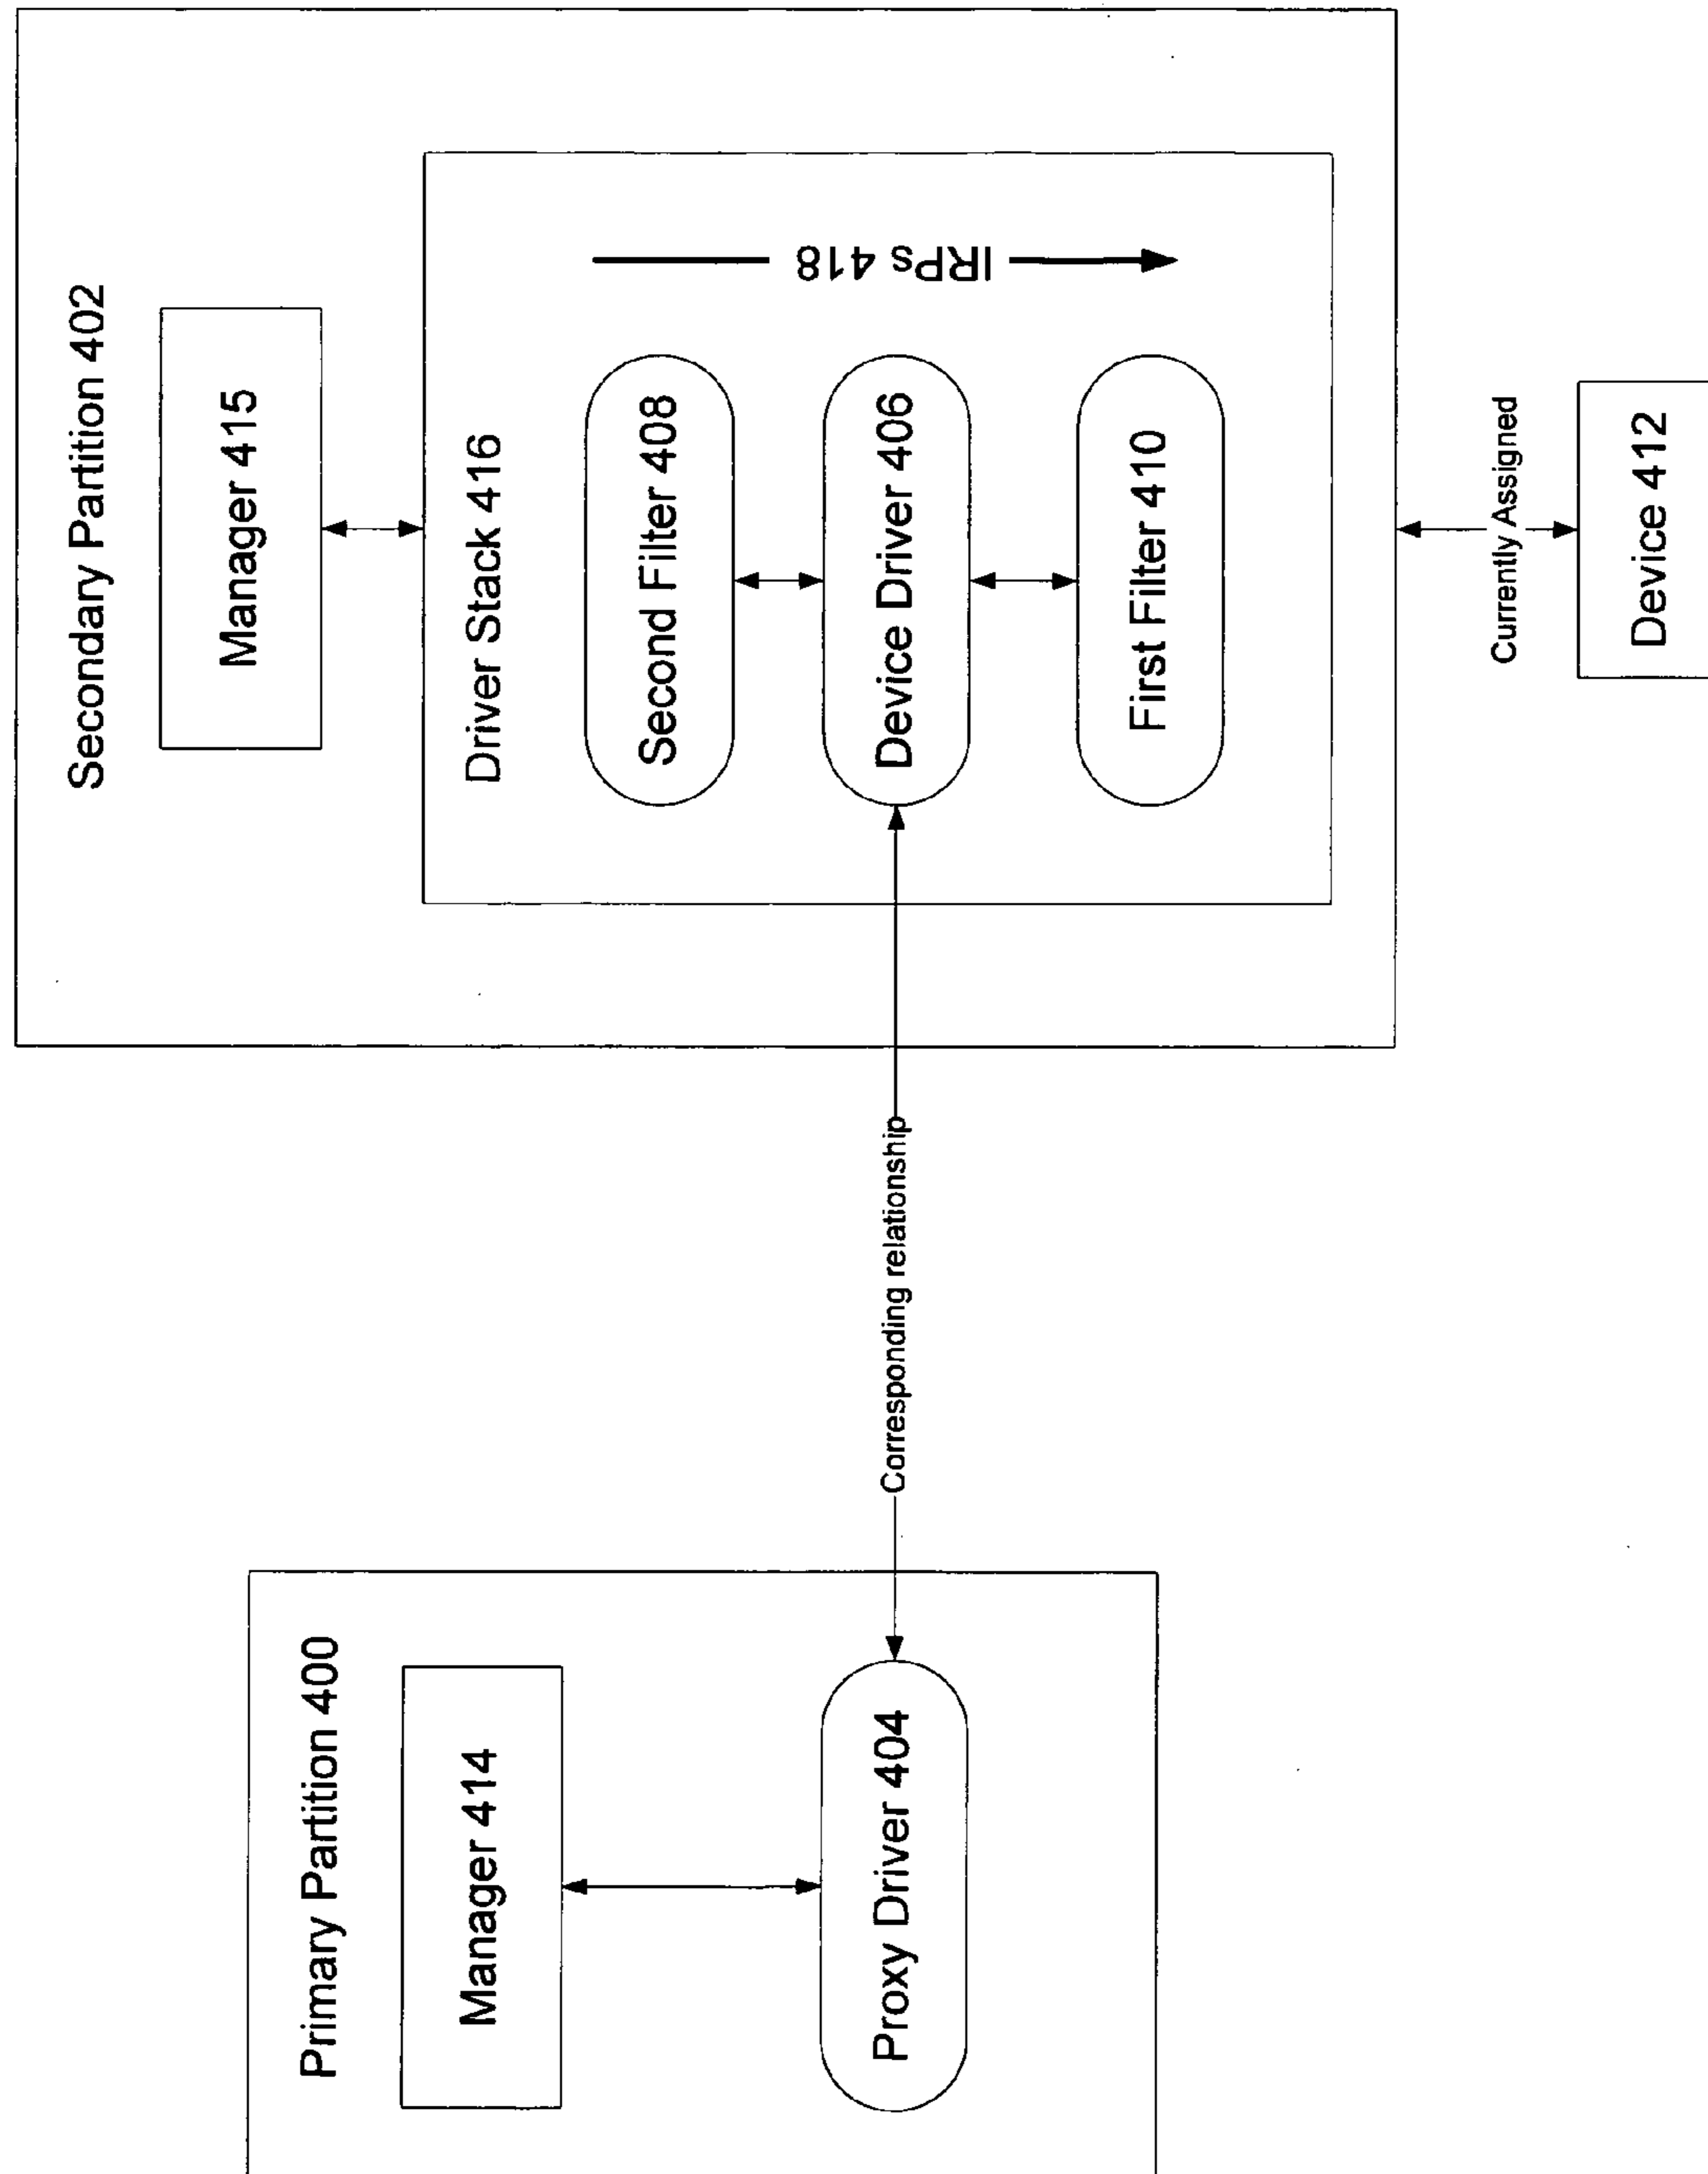 Primary Partition 400
Manager 414
Proxy Driver 404
Corresponding relationship
Secondary Partition 402
Manager 415
Driver Stack 416
Second Filter 408
Device Driver 406
First Filter 410
IRPs 418
Currently Assigned
Device 412